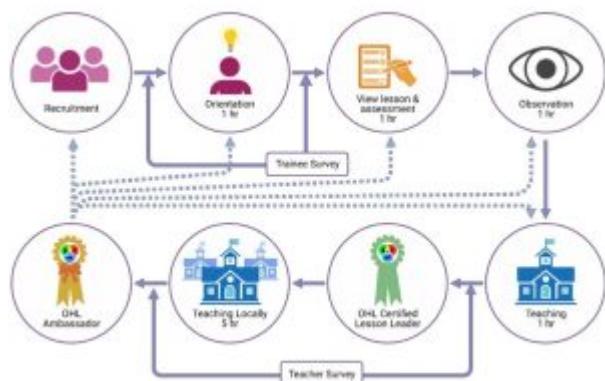 Recruitment
Orientation
1 hr
View lesson &
assessment
1 hr
Observation
1 hr
Trainee Survey
OHL
Ambassador
Teaching Locally
5 hr
OHL Certified
Lesson Leader
Teaching
1 hr
Teacher Survey